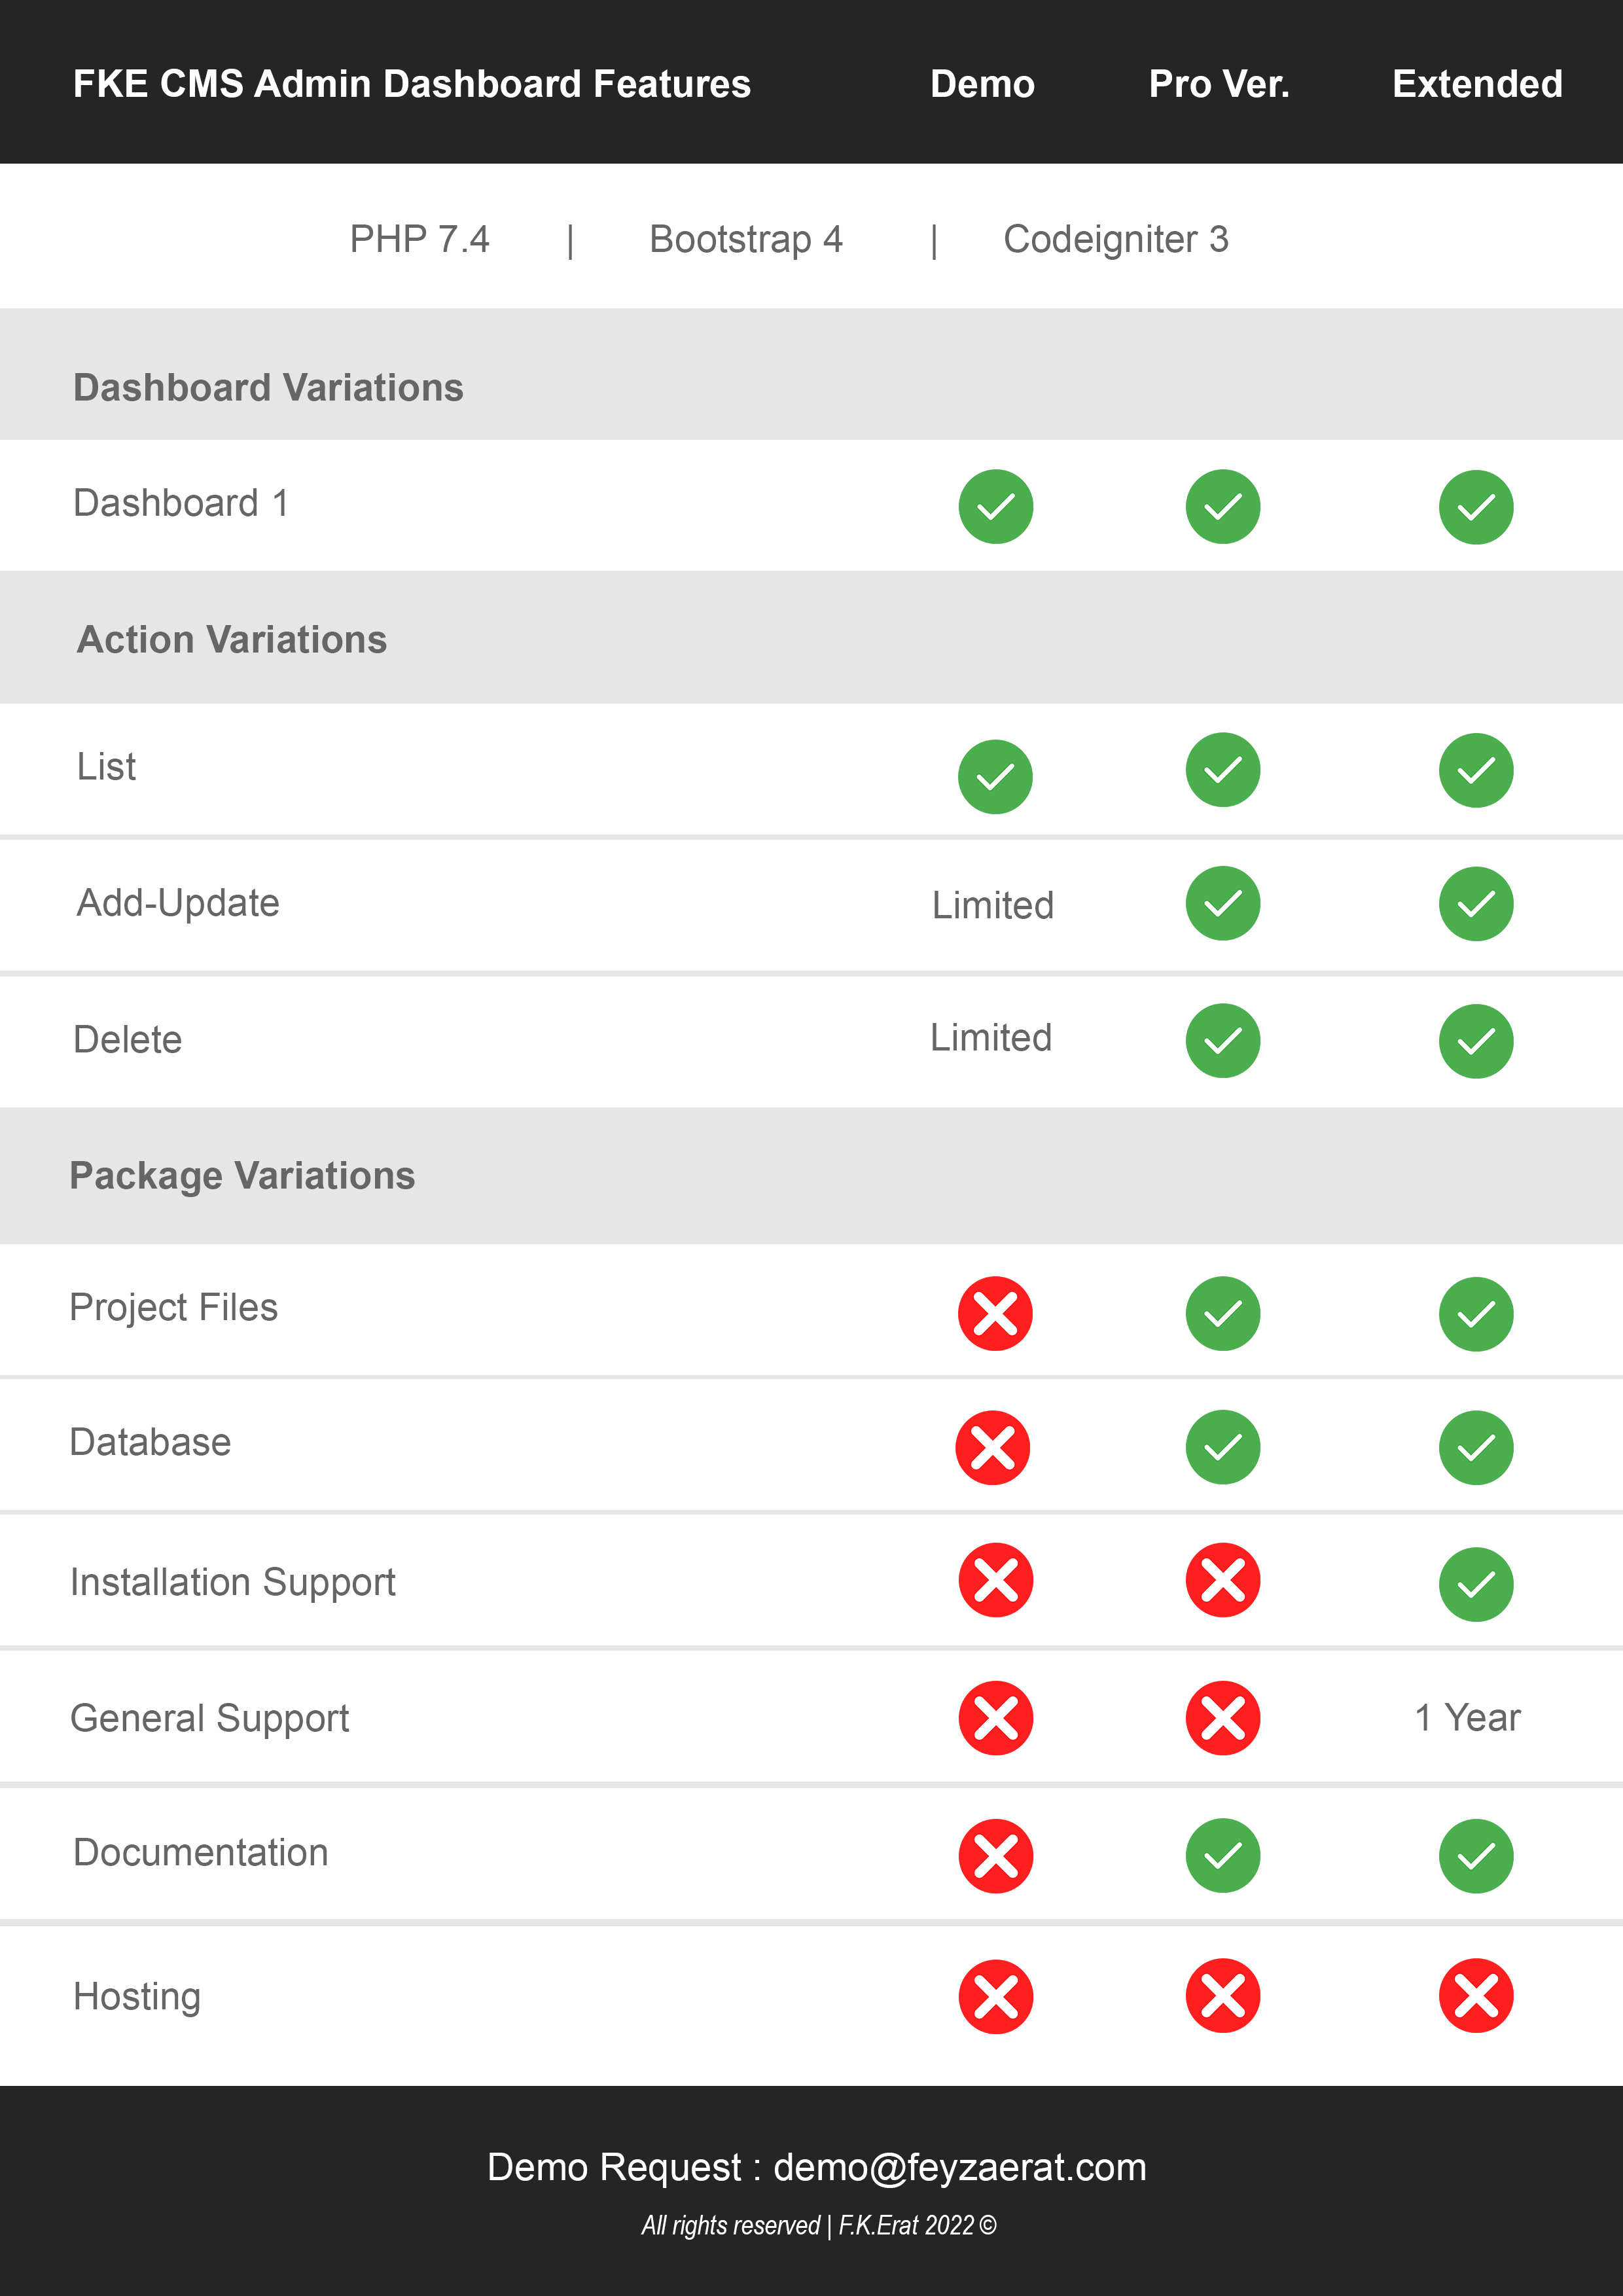 FKE CMS Admin Dashboard Features Demo Pro Ver. Extended
PHP 7.4 | Bootstrap 4 | Codeigniter 3
Dashboard Variations
Dashboard 1
Action Variations
List
Add-Update Limited
Delete Limited
Package Variations
Project Files
Database
Installation Support
General Support 1 Year
Documentation
Hosting
Demo Request : demo@feyzaerat.com
All rights reserved | F.K.Erat 2022 ©